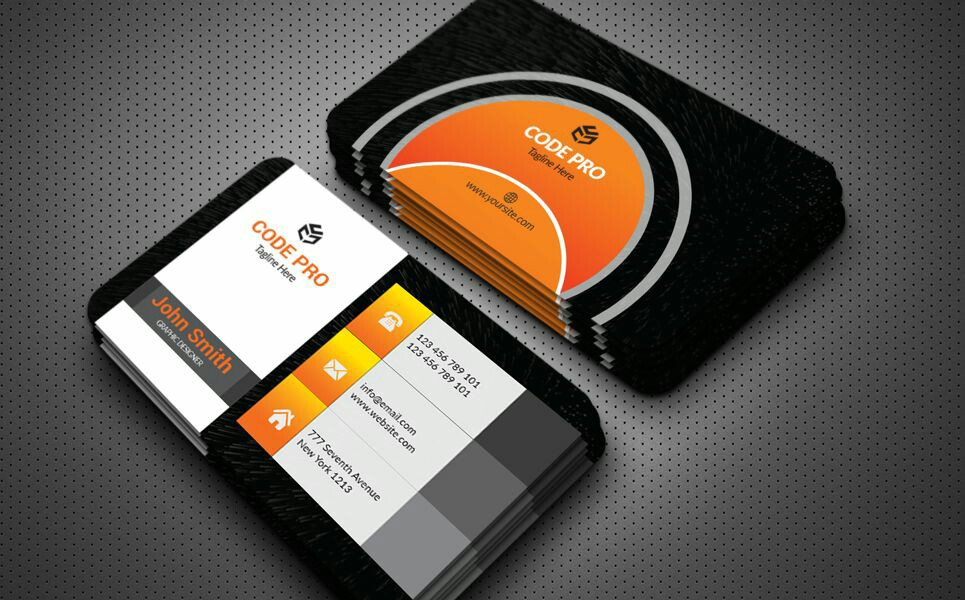 CODE PRO
Tagline Here
www.yoursite.com
CODE PRO
Tagline Here
John Smith
GRAPHIC DESIGNER
123 456 789 101
123 456 789 101
info@email.com
www.website.com
777 Seventh Avenue
New York 1213